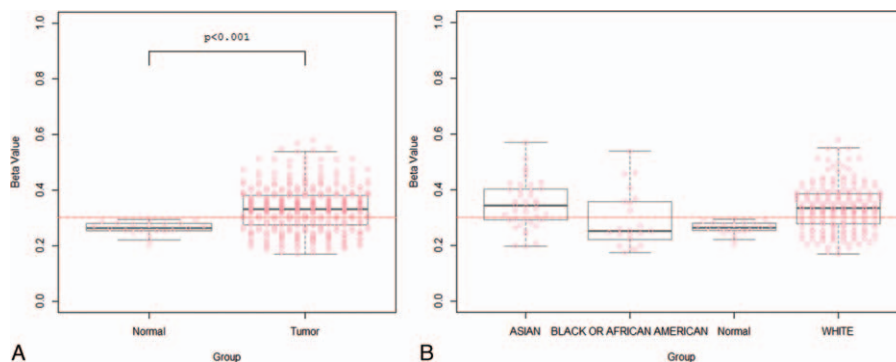 p<0.001
Beta Value
1.0
0.8
0.6
0.4
0.2
0.0
Normal Tumor
Group
A
Beta Value
1.0
0.8
0.6
0.4
0.2
0.0
ASIAN BLACK OR AFRICAN AMERICAN Normal WHITE
Group
B